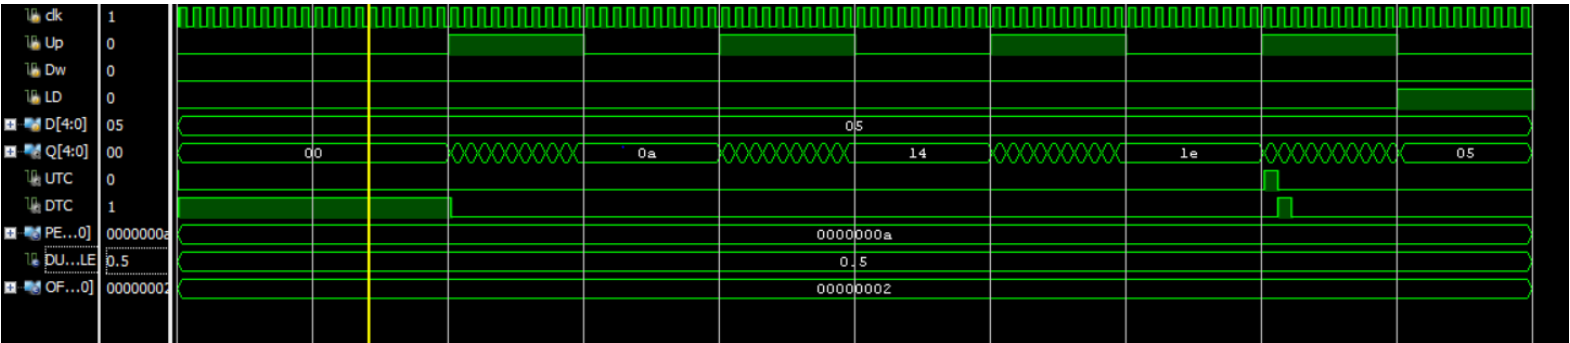 clk 1
Up 0
Dw 0
LD 0
D[4:0] 05 05
Q[4:0] 00 00 0a 14 1e 05
UTC 0
DTC 1
PE...0] 0000000a 0000000a
DU...LE 0.5 0.5
OF...0] 00000002 00000002